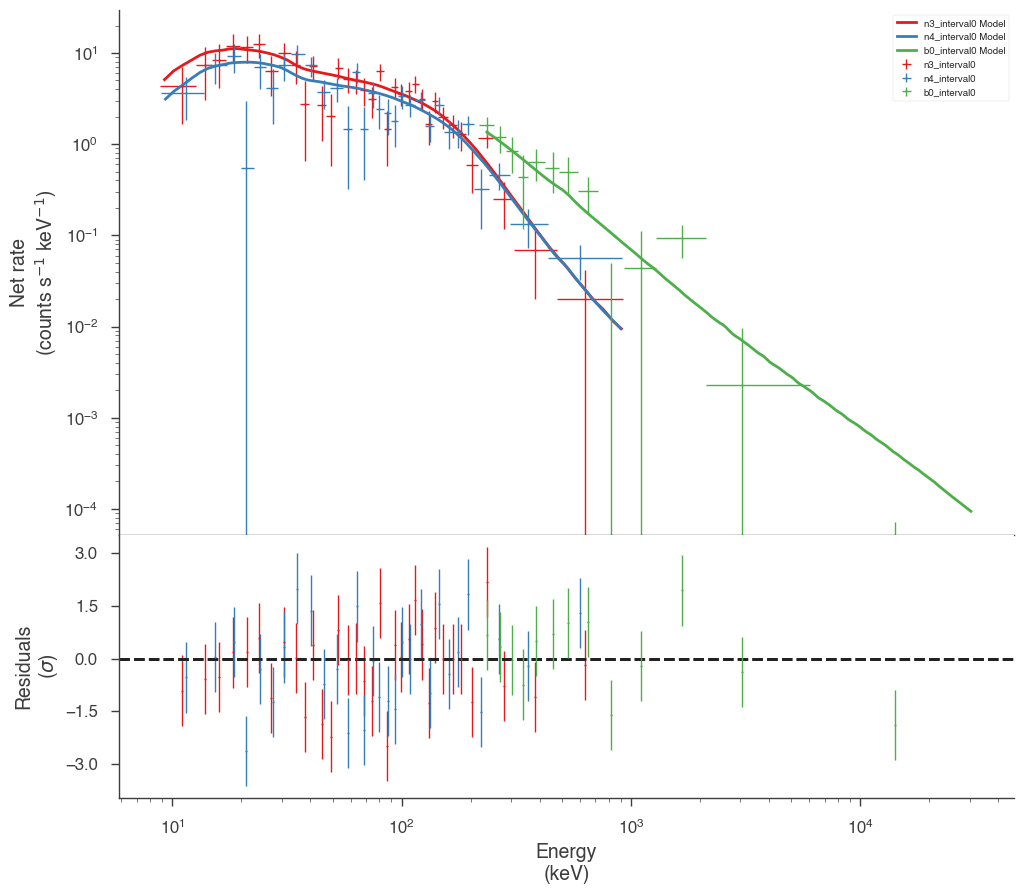 n3_interval0 Model
n4_interval0 Model
b0_interval0 Model
n3_interval0
n4_interval0
b0_interval0
10¹
10⁰
10⁻¹
10⁻²
10⁻³
10⁻⁴
Net rate
(counts s⁻¹ keV⁻¹)
3.0
1.5
0.0
−1.5
−3.0
Residuals
(σ)
10¹ 10² 10³ 10⁴
Energy
(keV)